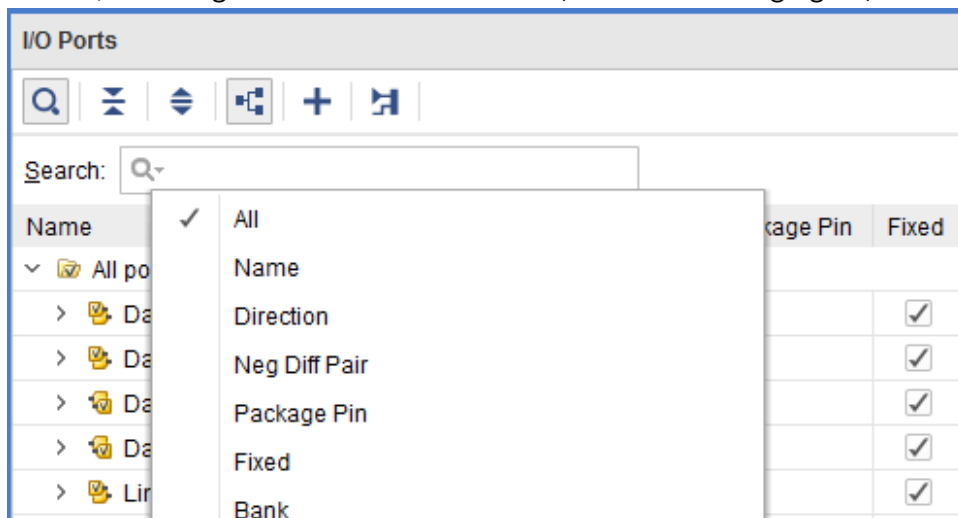 I/O Ports
Search:
Name kage Pin Fixed
All
Name
Direction
Neg Diff Pair
Package Pin
Fixed
Bank
All po
Da
Da
Da
Da
Lir